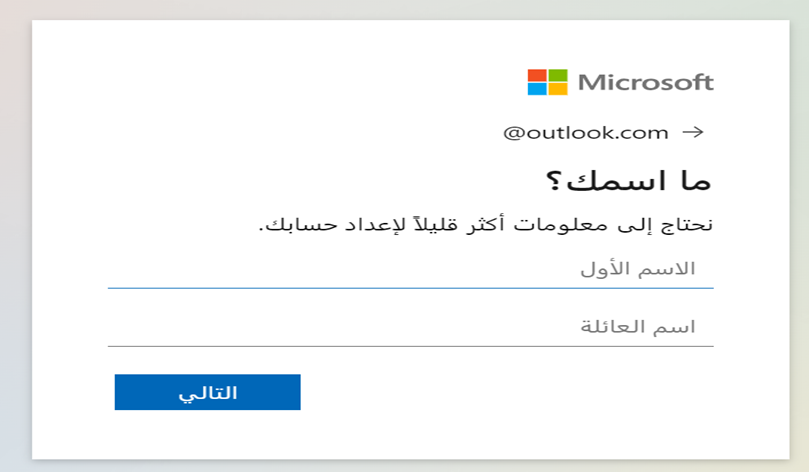 Microsoft
@outlook.com
ما اسمك؟
نحتاج إلى معلومات أكثر قليلاً لإعداد حسابك.
الاسم الأول
اسم العائلة
التالي